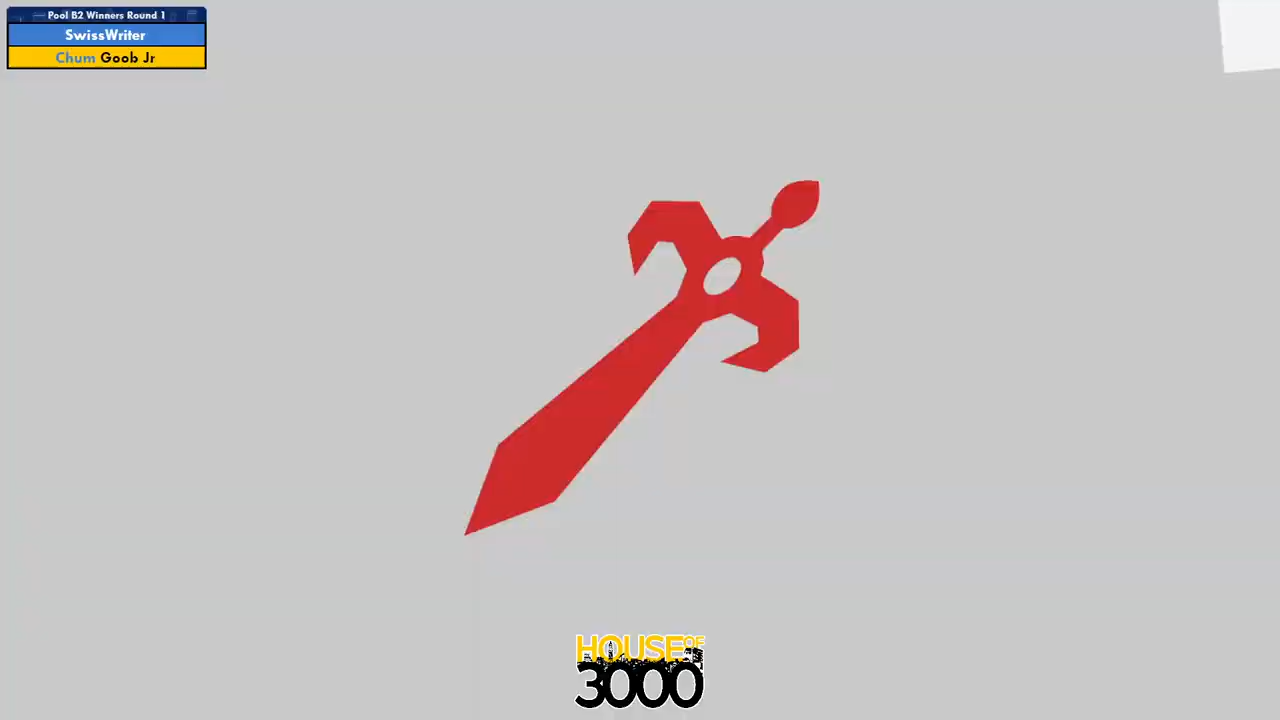 Pool B2 Winners Round 1
SwissWriter
Chum Goob Jr
HOUSE OF
3000